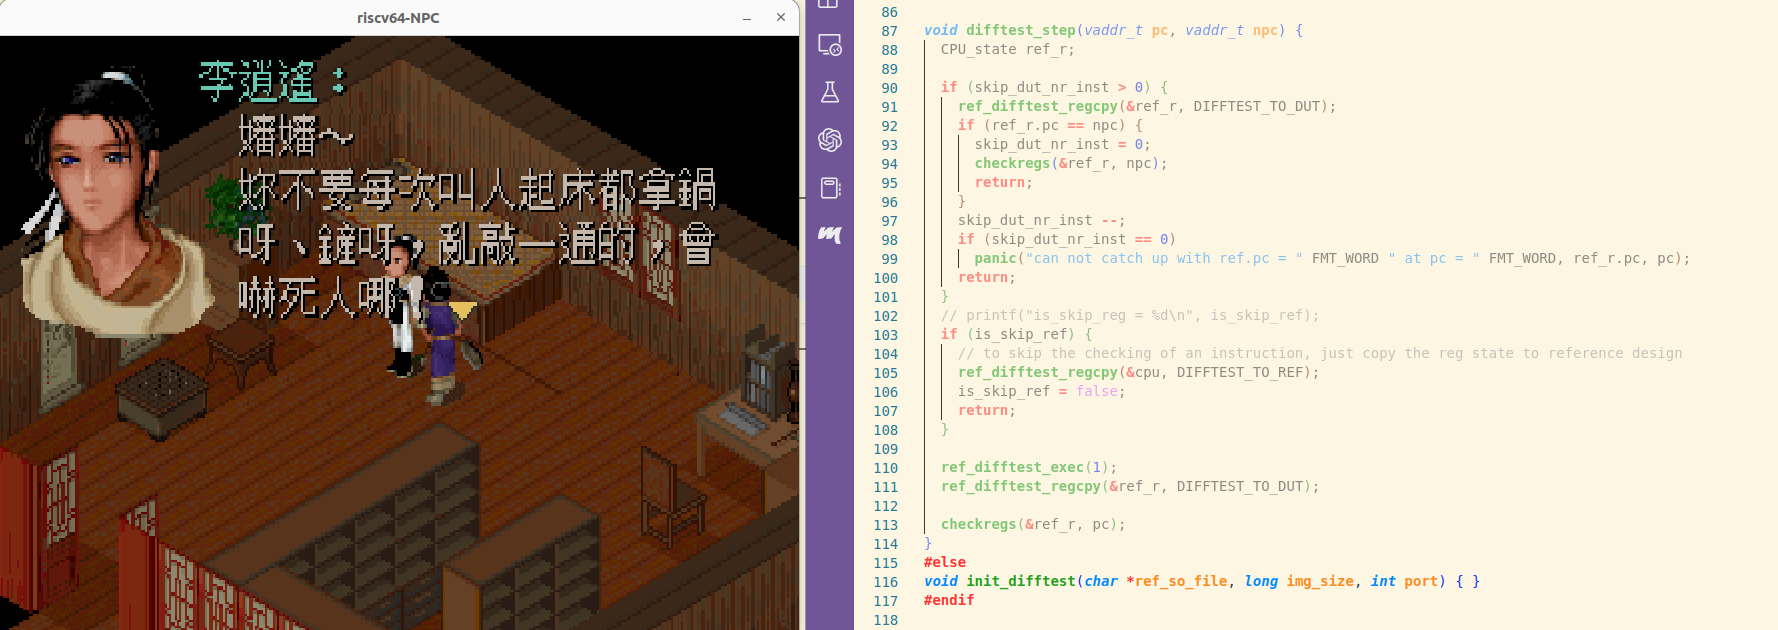 riscv64-NPC
李逍遙：
嬸嬸～
妳不要每次叫人起床都拿鍋
呀、鏟呀，亂敲一通的，會
嚇死人哪
86
87 void difftest_step(vaddr_t pc, vaddr_t npc) {
88 CPU_state ref_r;
89
90 if (skip_dut_nr_inst > 0) {
91 ref_difftest_regcpy(&ref_r, DIFFTEST_TO_DUT);
92 if (ref_r.pc == npc) {
93 skip_dut_nr_inst = 0;
94 checkregs(&ref_r, npc);
95 return;
96 }
97 skip_dut_nr_inst --;
98 if (skip_dut_nr_inst == 0)
99 panic("can not catch up with ref.pc = " FMT_WORD " at pc = " FMT_WORD, ref_r.pc, pc);
100 return;
101 }
102 // printf("is_skip_reg = %d\n", is_skip_ref);
103 if (is_skip_ref) {
104 // to skip the checking of an instruction, just copy the reg state to reference design
105 ref_difftest_regcpy(&cpu, DIFFTEST_TO_REF);
106 is_skip_ref = false;
107 return;
108 }
109
110 ref_difftest_exec(1);
111 ref_difftest_regcpy(&ref_r, DIFFTEST_TO_DUT);
112
113 checkregs(&ref_r, pc);
114 }
115 #else
116 void init_difftest(char *ref_so_file, long img_size, int port) { }
117 #endif
118